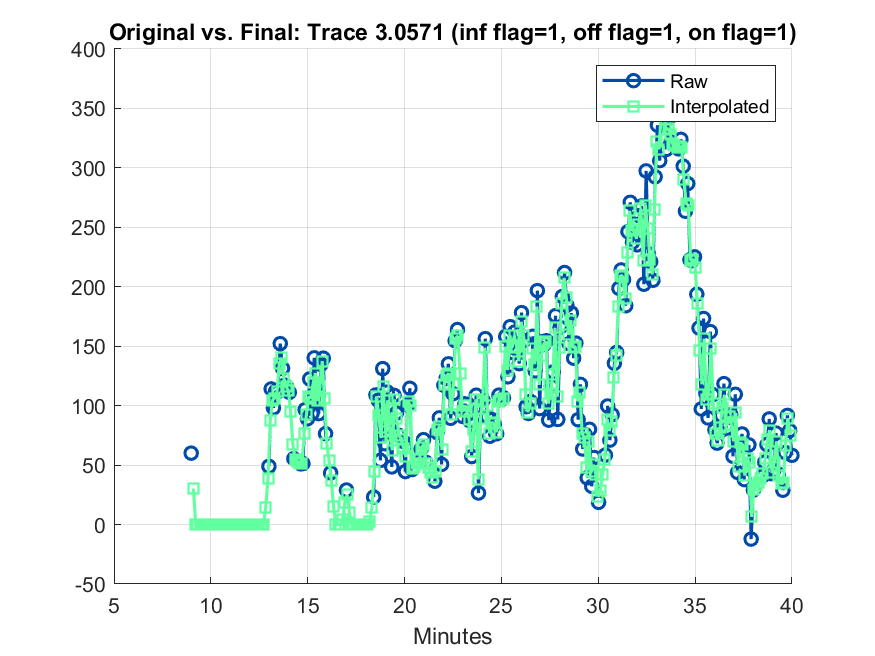 Original vs. Final: Trace 3.0571 (inf flag=1, off flag=1, on flag=1)
400
350
300
250
200
150
100
50
0
-50
Raw
Interpolated
5 10 15 20 25 30 35 40
Minutes